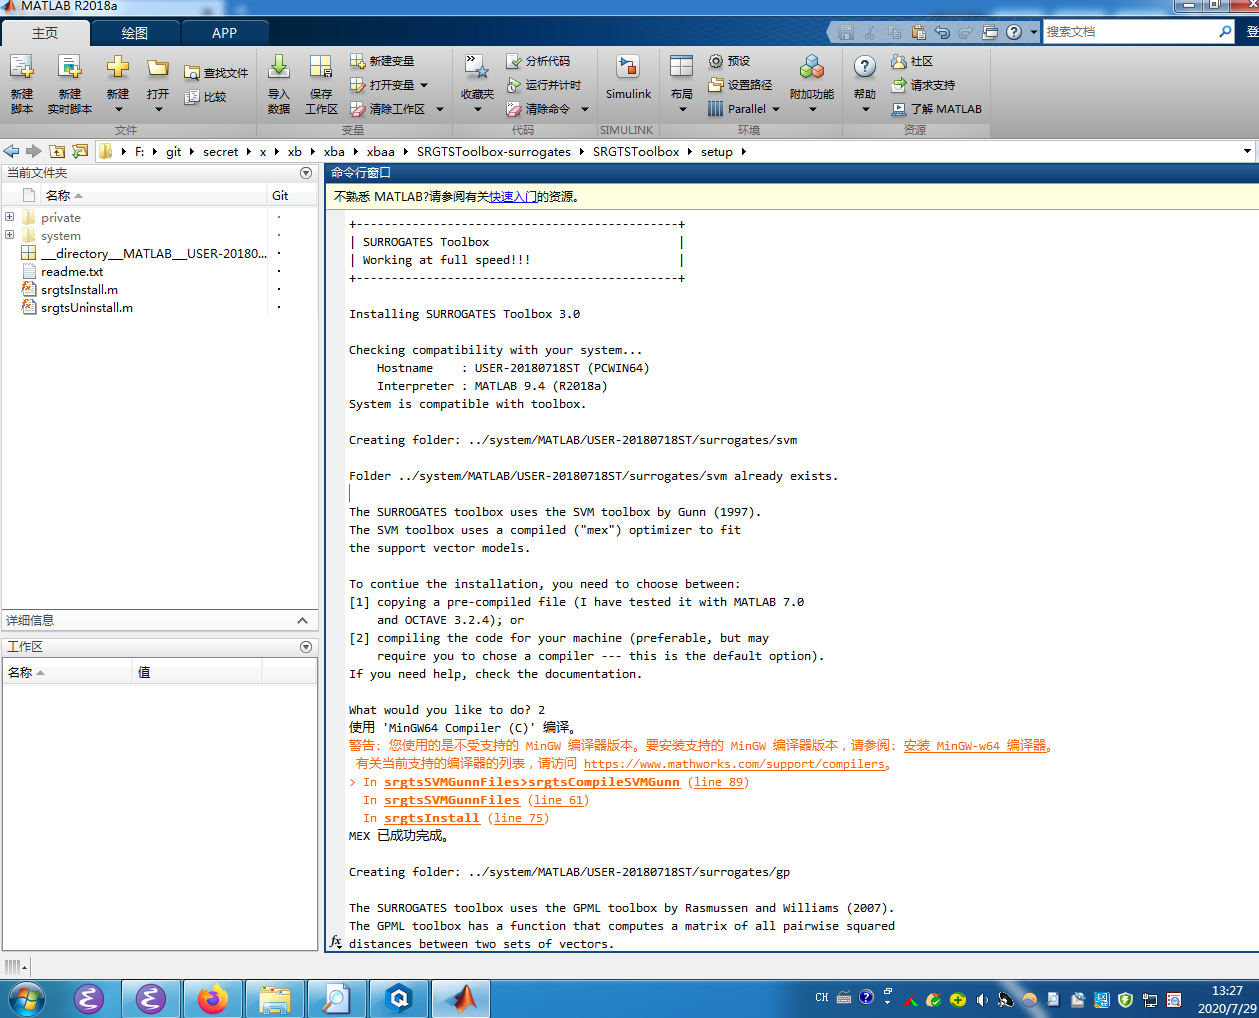 MATLAB R2018a
主页
绘图
APP
搜索文档
登
新建
脚本
新建
实时脚本
新建
打开
查找文件
比较
导入
数据
保存
工作区
新建变量
打开变量
清除工作区
收藏夹
分析代码
运行并计时
清除命令
Simulink
布局
预设
设置路径
Parallel
附加功能
帮助
社区
请求支持
了解 MATLAB
文件
变量
代码
SIMULINK
环境
资源
F: git secret x xb xba xbaa SRGTSToolbox-surrogates SRGTSToolbox setup
当前文件夹
名称
Git
private
system
__directory__MATLAB__USER-20180...
readme.txt
srgtsInstall.m
srgtsUninstall.m
详细信息
工作区
名称
值
命令行窗口
不熟悉 MATLAB?请参阅有关快速入门的资源。
+----------------------------------------------+
| SURROGATES Toolbox |
| Working at full speed!!! |
+----------------------------------------------+
Installing SURROGATES Toolbox 3.0
Checking compatibility with your system...
Hostname : USER-20180718ST (PCWIN64)
Interpreter : MATLAB 9.4 (R2018a)
System is compatible with toolbox.
Creating folder: ../system/MATLAB/USER-20180718ST/surrogates/svm
Folder ../system/MATLAB/USER-20180718ST/surrogates/svm already exists.
The SURROGATES toolbox uses the SVM toolbox by Gunn (1997).
The SVM toolbox uses a compiled ("mex") optimizer to fit
the support vector models.
To contiue the installation, you need to choose between:
[1] copying a pre-compiled file (I have tested it with MATLAB 7.0
and OCTAVE 3.2.4); or
[2] compiling the code for your machine (preferable, but may
require you to chose a compiler --- this is the default option).
If you need help, check the documentation.
What would you like to do? 2
使用 'MinGW64 Compiler (C)' 编译。
警告: 您使用的是不受支持的 MinGW 编译器版本。要安装支持的 MinGW 编译器版本，请参阅: 安装 MinGW-w64 编译器。
有关当前支持的编译器的列表，请访问 https://www.mathworks.com/support/compilers。
> In srgtsSVMGunnFiles>srgtsCompileSVMGunn (line 89)
In srgtsSVMGunnFiles (line 61)
In srgtsInstall (line 75)
MEX 已成功完成。
Creating folder: ../system/MATLAB/USER-20180718ST/surrogates/gp
The SURROGATES toolbox uses the GPML toolbox by Rasmussen and Williams (2007).
The GPML toolbox has a function that computes a matrix of all pairwise squared
distances between two sets of vectors.
fx
CH
13:27
2020/7/29